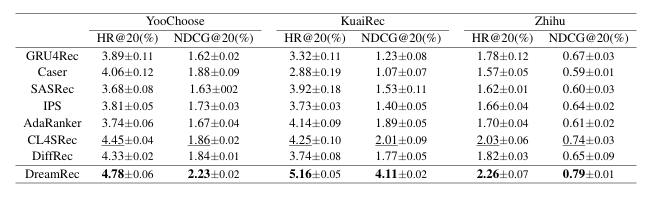 YooChoose KuaiRec Zhihu
HR@20(%) NDCG@20(%) HR@20(%) NDCG@20(%) HR@20(%) NDCG@20(%)
GRU4Rec 3.89±0.11 1.62±0.02 3.32±0.11 1.23±0.08 1.78±0.12 0.67±0.03
Caser 4.06±0.12 1.88±0.09 2.88±0.19 1.07±0.07 1.57±0.05 0.59±0.01
SASRec 3.68±0.08 1.63±002 3.92±0.18 1.53±0.11 1.62±0.01 0.60±0.03
IPS 3.81±0.05 1.73±0.03 3.73±0.03 1.40±0.05 1.66±0.04 0.64±0.02
AdaRanker 3.74±0.06 1.67±0.04 4.14±0.09 1.89±0.05 1.70±0.04 0.61±0.02
CL4SRec 4.45±0.04 1.86±0.02 4.25±0.10 2.01±0.09 2.03±0.06 0.74±0.03
DiffRec 4.33±0.02 1.84±0.01 3.74±0.08 1.77±0.05 1.82±0.03 0.65±0.09
DreamRec 4.78±0.06 2.23±0.02 5.16±0.05 4.11±0.02 2.26±0.07 0.79±0.01